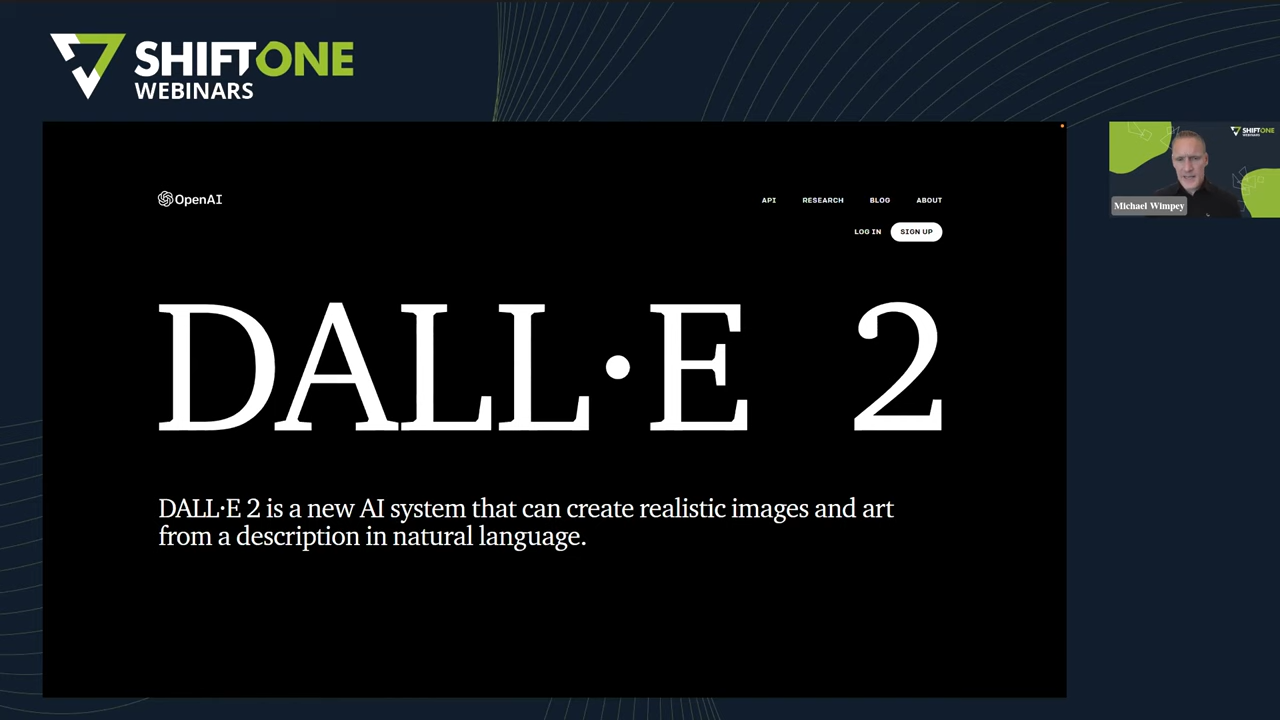 SHIFTONE
WEBINARS
OpenAI
API RESEARCH BLOG ABOUT
LOG IN SIGN UP
DALL·E 2
DALL·E 2 is a new AI system that can create realistic images and art
from a description in natural language.
SHIFTONE
WEBINARS
Michael Wimpey